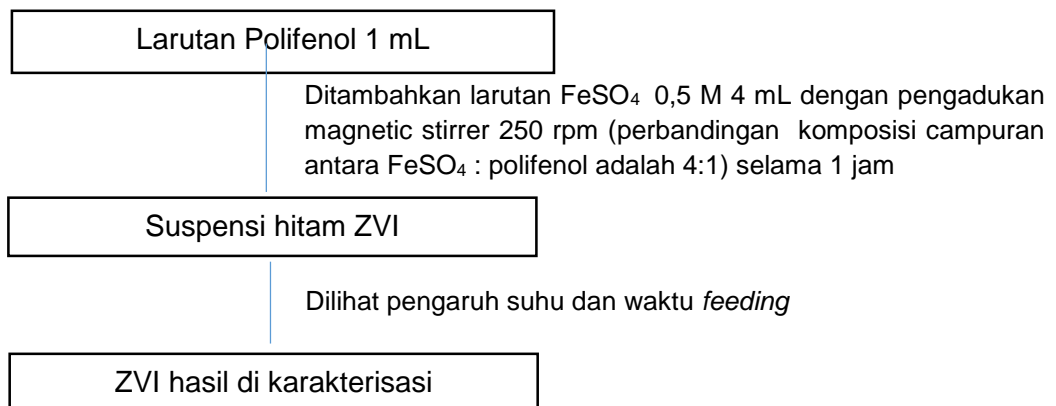 Larutan Polifenol 1 mL
Ditambahkan larutan FeSO₄ 0,5 M 4 mL dengan pengadukan
magnetic stirrer 250 rpm (perbandingan komposisi campuran
antara FeSO₄ : polifenol adalah 4:1) selama 1 jam
Suspensi hitam ZVI
Dilihat pengaruh suhu dan waktu feeding
ZVI hasil di karakterisasi